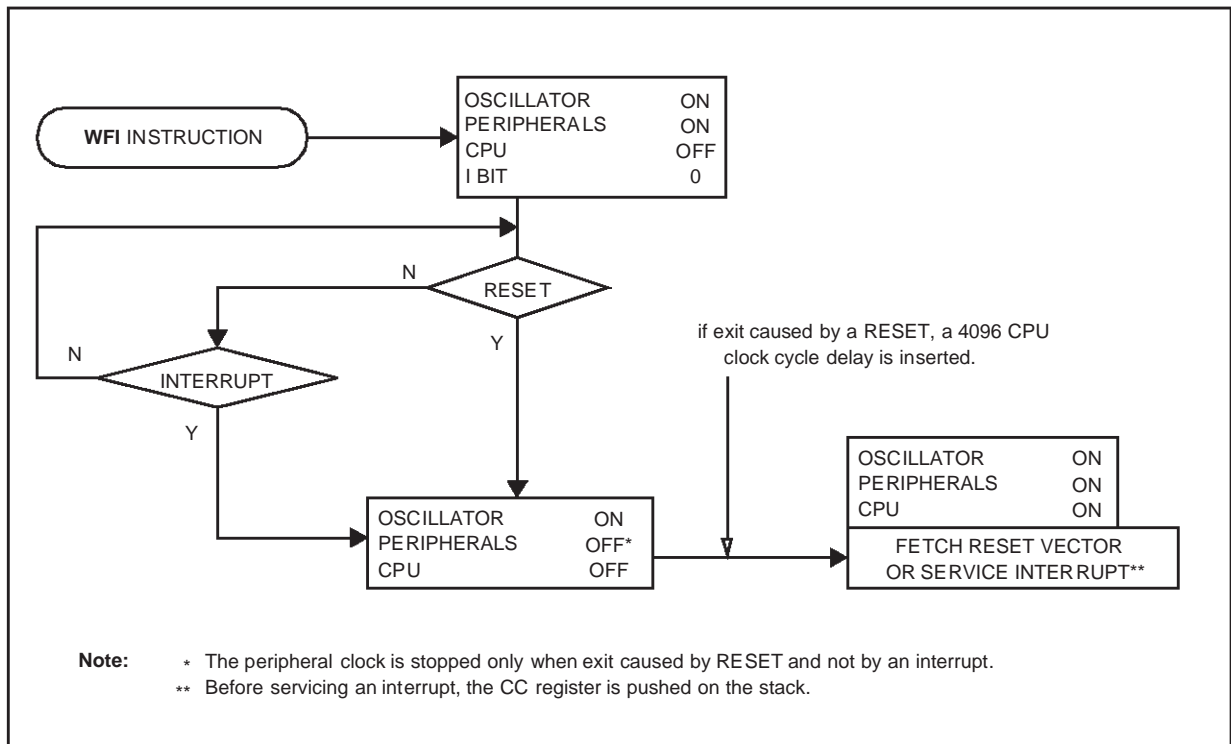 WFI INSTRUCTION
OSCILLATOR ON
PERIPHERALS ON
CPU OFF
I BIT 0
N
RESET
Y
N
INTERRUPT
Y
if exit caused by a RESET, a 4096 CPU
clock cycle delay is inserted.
OSCILLATOR ON
PERIPHERALS OFF*
CPU OFF
OSCILLATOR ON
PERIPHERALS ON
CPU ON
FETCH RESET VECTOR
OR SERVICE INTERRUPT**
Note: * The peripheral clock is stopped only when exit caused by RESET and not by an interrupt.
** Before servicing an interrupt, the CC register is pushed on the stack.